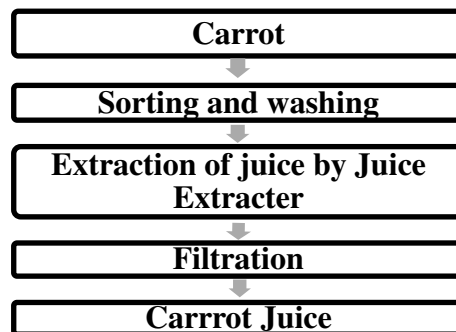 Carrot
Sorting and washing
Extraction of juice by Juice
Extracter
Filtration
Carrrot Juice